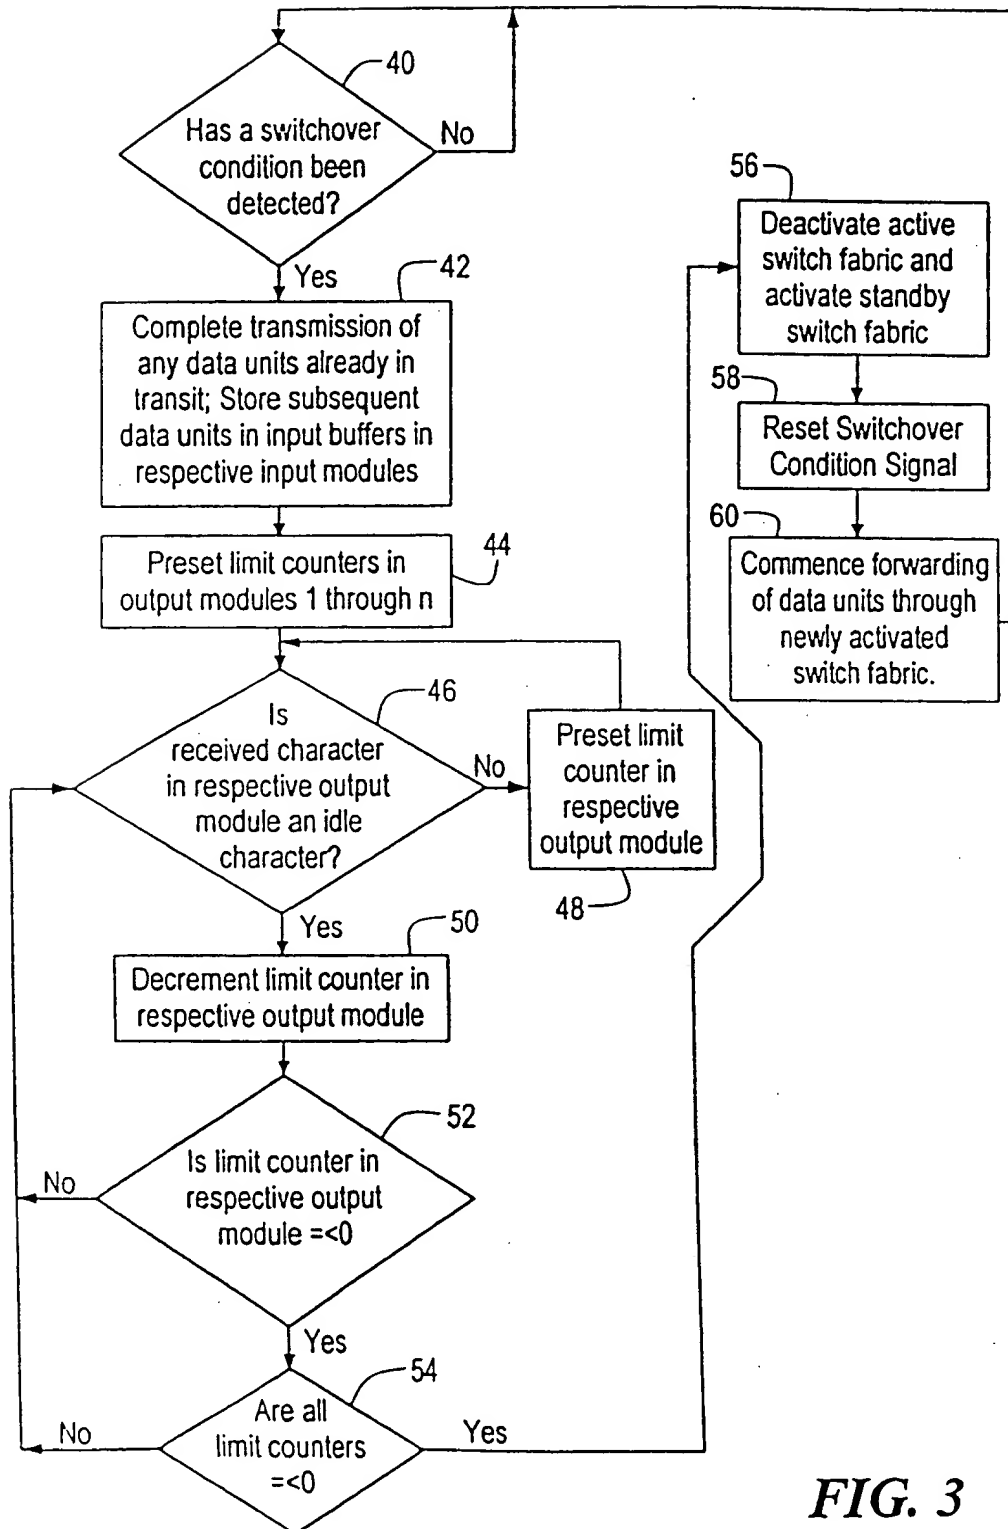 40
Has a switchover
condition been
detected?
No
Yes
42
Complete transmission of
any data units already in
transit; Store subsequent
data units in input buffers in
respective input modules
44
Preset limit counters in
output modules 1 through n
46
Is
received character
in respective output
module an idle
character?
No
Preset limit
counter in
respective
output module
48
Yes
50
Decrement limit counter in
respective output module
52
Is limit counter in
respective output
module =<0
No
Yes
54
Are all
limit counters
=<0
No
Yes
56
Deactivate active
switch fabric and
activate standby
switch fabric
58
Reset Switchover
Condition Signal
60
Commence forwarding
of data units through
newly activated
switch fabric.
FIG. 3